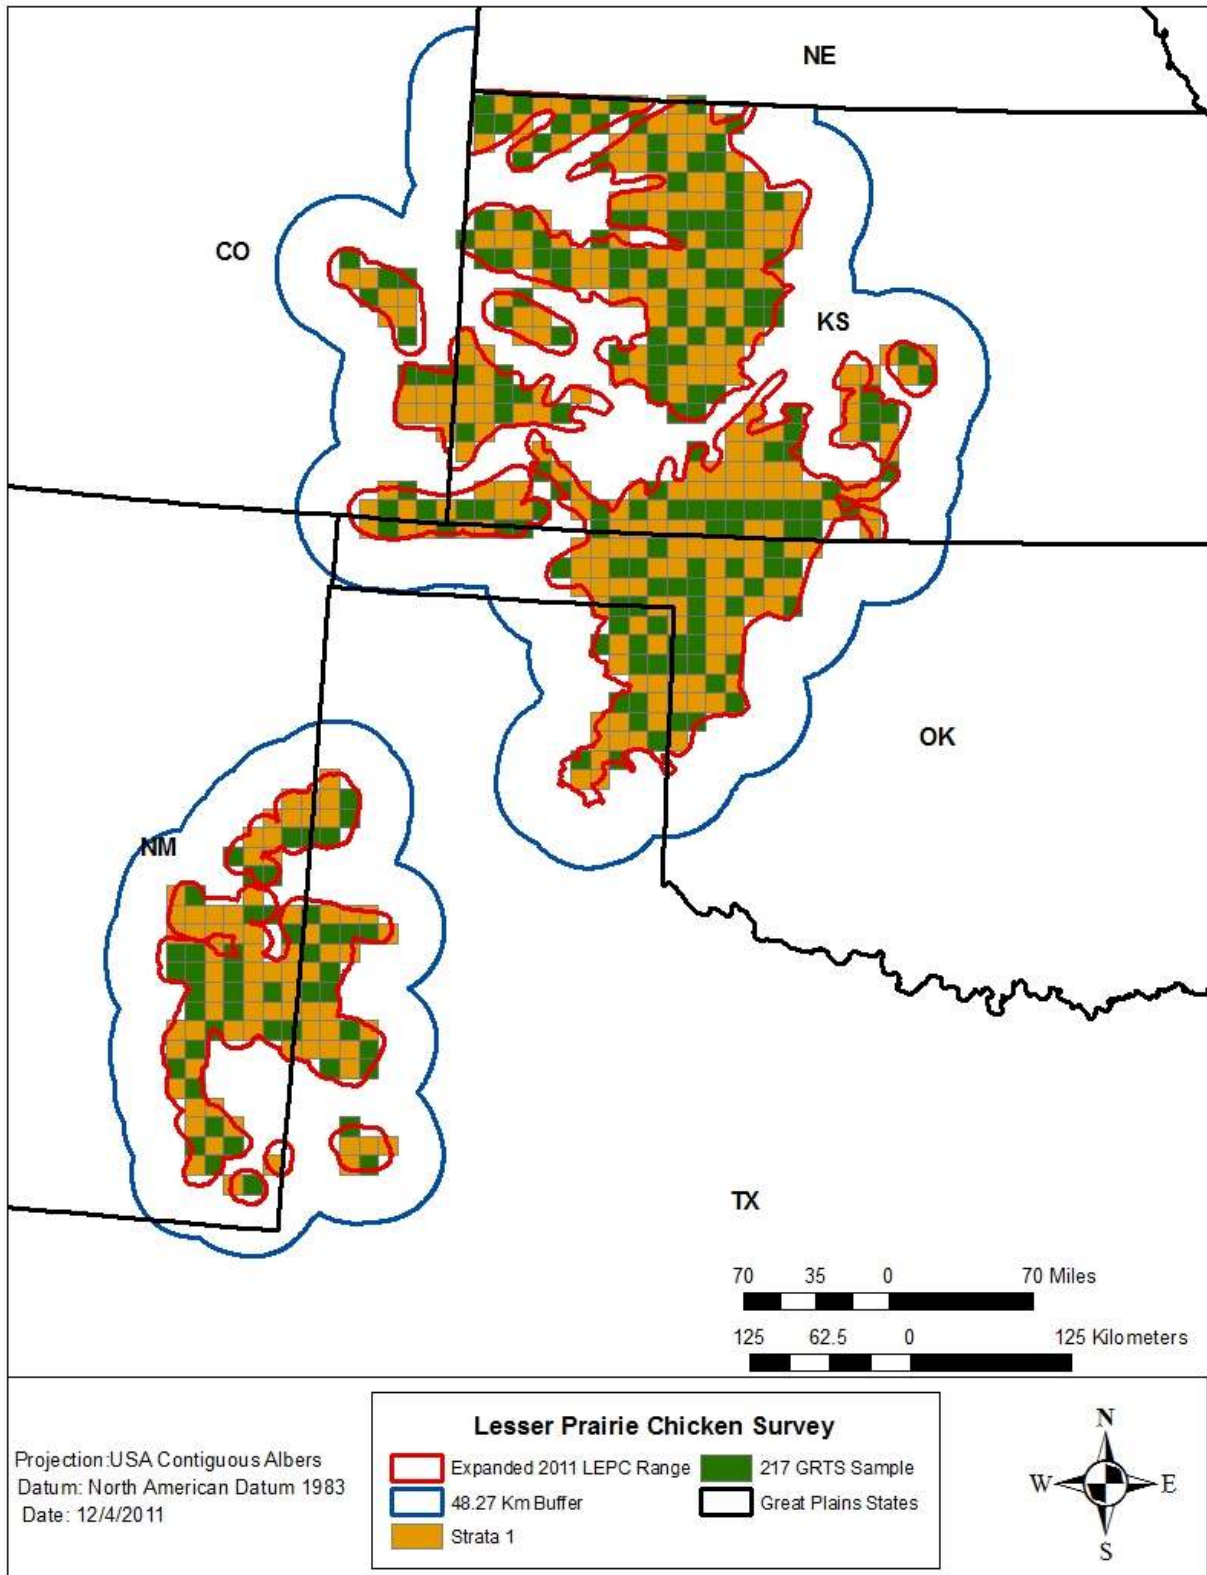 NE
CO
KS
OK
NM
TX
70 35 0 70 Miles
125 62.5 0 125 Kilometers
Projection:USA Contiguous Albers
Datum: North American Datum 1983
Date: 12/4/2011
Lesser Prairie Chicken Survey
Expanded 2011 LEPC Range
217 GRTS Sample
48.27 Km Buffer
Great Plains States
Strata 1
N
W
E
S